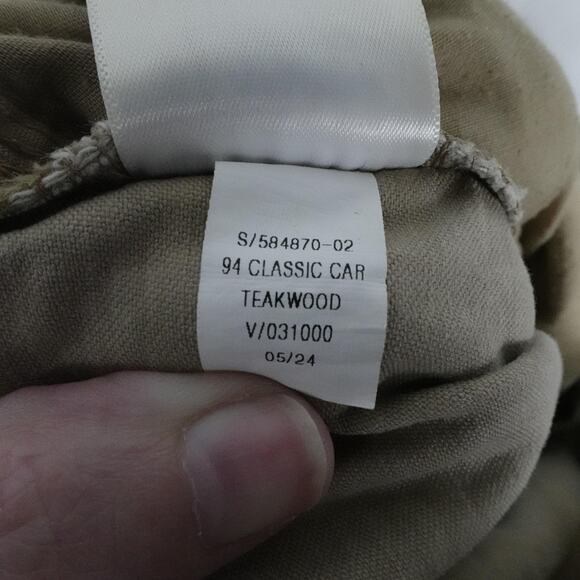 S/584870-02
94 CLASSIC CAR
TEAKWOOD
V/031000
05/24